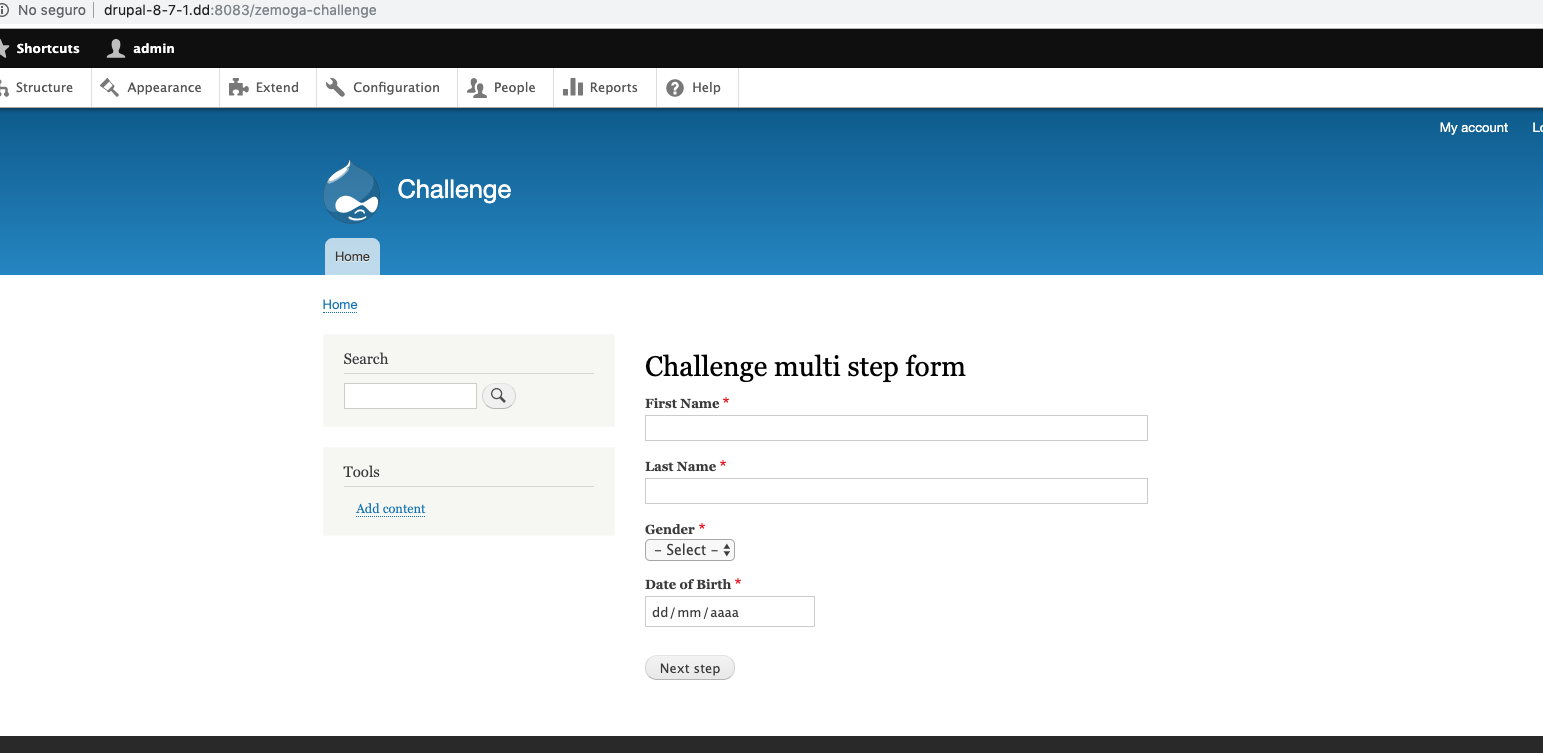 No seguro drupal-8-7-1.dd:8083/zemoga-challenge
Shortcuts admin
Structure Appearance Extend Configuration People Reports Help
My account
Challenge
Home
Home
Search
Tools
Add content
Challenge multi step form
First Name *
Last Name *
Gender *
– Select –
Date of Birth *
dd/mm/aaaa
Next step